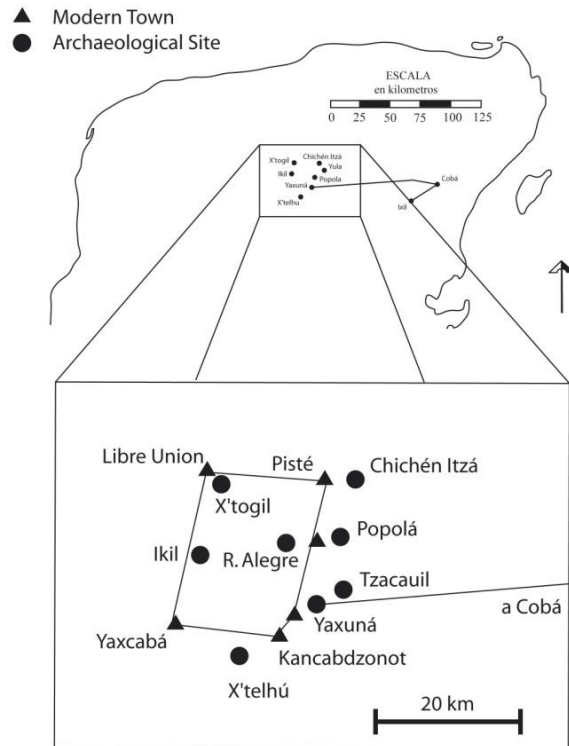 Modern Town
Archaeological Site
ESCALA
en kilometros
0 25 50 75 100 125
X'togil
Chichén Itzá
Yula
Ikil
Popola
Yaxuná
Cobá
X'telhu
Ixil
Libre Union
Pisté
Chichén Itzá
X'togil
Popolá
Ikil
R. Alegre
Tzacauil
a Cobá
Yaxuná
Yaxcabá
Kancabdzonot
X'telhú
20 km